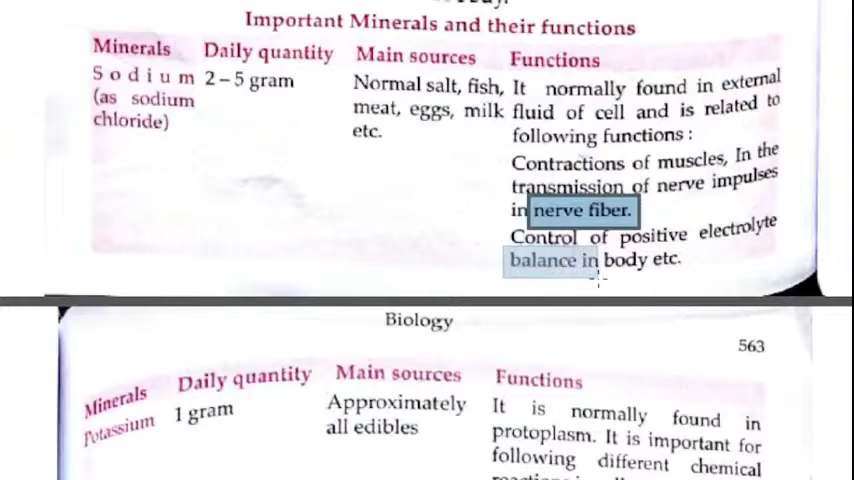 Important Minerals and their functions
Minerals Daily quantity Main sources Functions
Sodium 2 – 5 gram Normal salt, fish, It normally found in external
(as sodium meat, eggs, milk fluid of cell and is related to
chloride) etc. following functions :
Contractions of muscles, In the
transmission of nerve impulses
in nerve fiber.
Control of positive electrolyte
balance in body etc.
Biology
563
Minerals Daily quantity Main sources Functions
Potassium 1 gram Approximately It is normally found in
all edibles protoplasm. It is important for
following different chemical